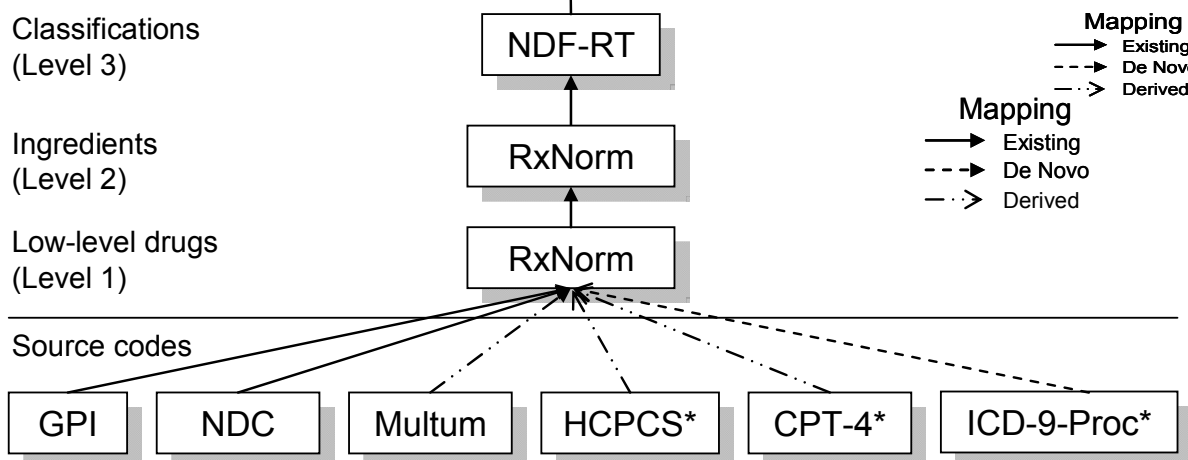 Classifications
(Level 3)
NDF-RT
Mapping
Existing
De Novo
Derived
Mapping
Existing
De Novo
Derived
Ingredients
(Level 2)
RxNorm
Low-level drugs
(Level 1)
RxNorm
Source codes
GPI
NDC
Multum
HCPCS*
CPT-4*
ICD-9-Proc*